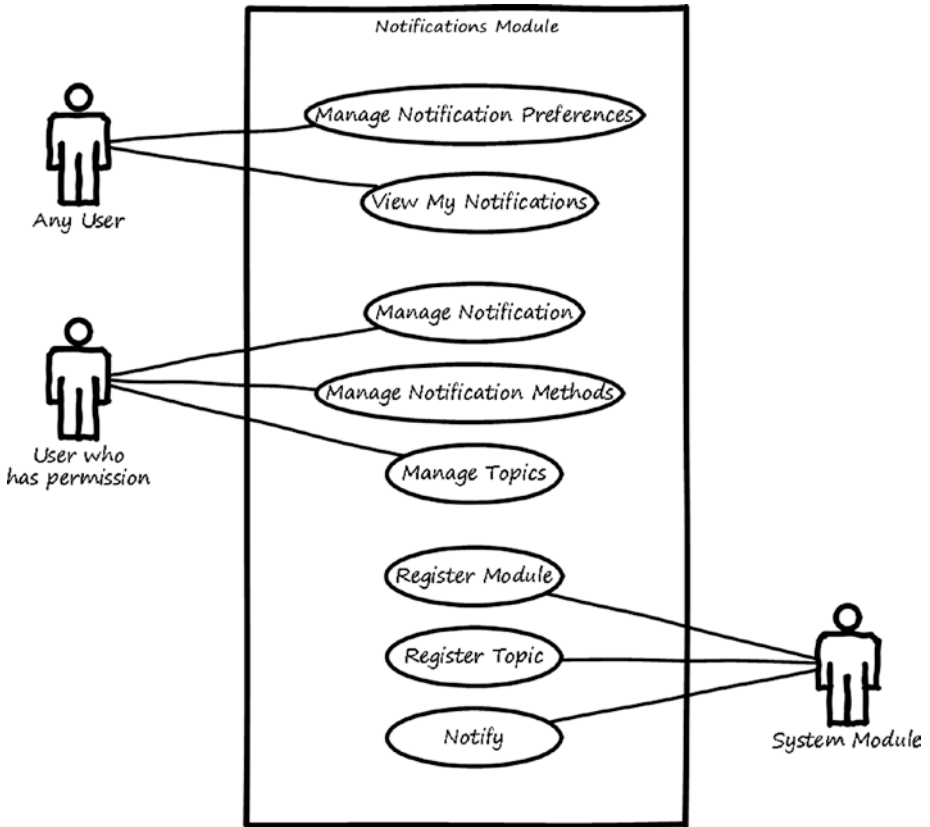 Notifications Module
Manage Notification Preferences
View My Notifications
Any User
Manage Notification
Manage Notification Methods
Manage Topics
User who
has permission
Register Module
Register Topic
Notify
System Module